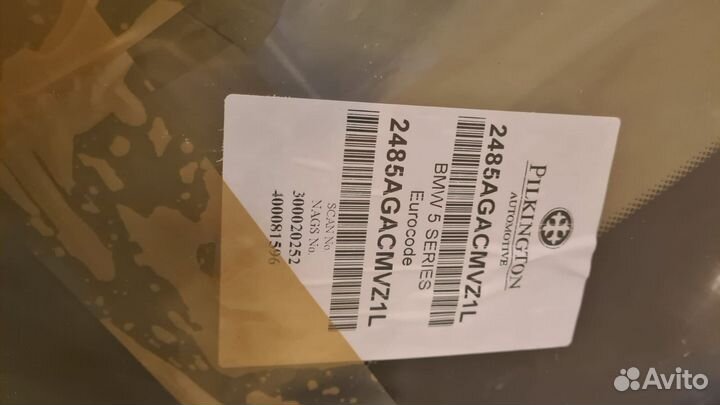 PILKINGTON
AUTOMOTIVE
2485AGACMVZ1L
BMW 5 SERIES
Eurocode
2485AGACMVZ1L
SCAN No.
NAGS No.
300020252
400081596
Avito